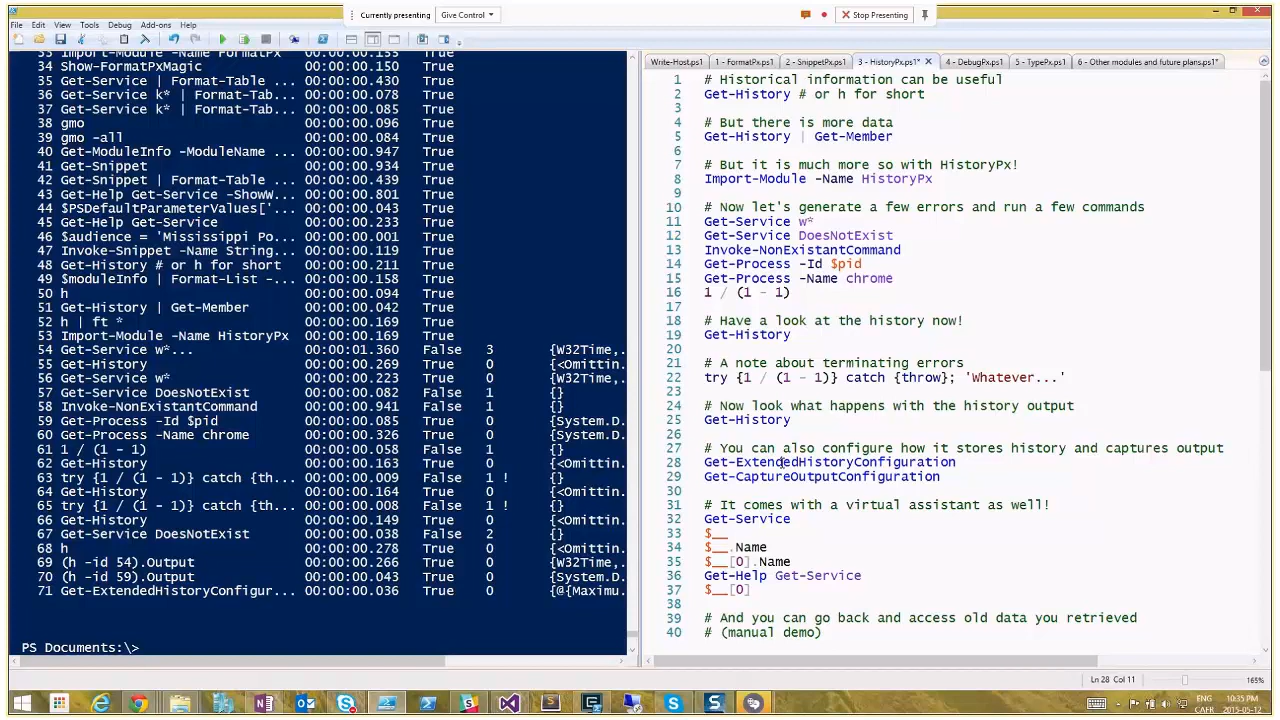 Currently presenting
Give Control
Stop Presenting
File Edit View Tools Debug Add-ons Help
33 Import-Module -Name FormatPx 00:00:00.155 True
34 Show-FormatPxMagic 00:00:00.150 True
35 Get-Service | Format-Table 00:00:00.430 True
36 Get-Service k* | Format-Tab... 00:00:00.078 True
37 Get-Service k* | Format-Tab... 00:00:00.085 True
38 gmo 00:00:00.096 True
39 gmo -all 00:00:00.084 True
40 Get-ModuleInfo -ModuleName ... 00:00:00.947 True
41 Get-Snippet 00:00:00.934 True
42 Get-Snippet | Format-Table ... 00:00:00.439 True
43 Get-Help Get-Service -ShowW... 00:00:00.801 True
44 $PSDefaultParameterValues['... 00:00:00.043 True
45 Get-Help Get-Service 00:00:00.233 True
46 $audience = 'Mississippi Po... 00:00:00.001 True
47 Invoke-Snippet -Name String... 00:00:00.119 True
48 Get-History # or h for short 00:00:00.211 True
49 $moduleInfo | Format-List -... 00:00:00.158 True
50 h 00:00:00.094 True
51 Get-History | Get-Member 00:00:00.042 True
52 h | ft * 00:00:00.169 True
53 Import-Module -Name HistoryPx 00:00:00.169 True
54 Get-Service w*... 00:00:01.360 False 3 {W32Time,.
55 Get-History 00:00:00.269 True 0 {<Omittin.
56 Get-Service w* 00:00:00.223 True 0 {W32Time,.
57 Get-Service DoesNotExist 00:00:00.082 False 1 {}
58 Invoke-NonExistantCommand 00:00:00.941 False 1 {}
59 Get-Process -Id $pid 00:00:00.085 True 0 {System.D.
60 Get-Process -Name chrome 00:00:00.326 True 0 {System.D.
61 1 / (1 - 1) 00:00:00.058 False 1 {}
62 Get-History 00:00:00.163 True 0 {<Omittin.
63 try {1 / (1 - 1)} catch {th... 00:00:00.009 False 1 ! {}
64 Get-History 00:00:00.164 True 0 {<Omittin.
65 try {1 / (1 - 1)} catch {th... 00:00:00.008 False 1 ! {}
66 Get-History 00:00:00.149 True 0 {<Omittin.
67 Get-Service DoesNotExist 00:00:00.038 False 2 {}
68 h 00:00:00.278 True 0 {<Omittin.
69 (h -id 54).Output 00:00:00.266 True 0 {W32Time,.
70 (h -id 59).Output 00:00:00.043 True 0 {System.D.
71 Get-ExtendedHistoryConfigur... 00:00:00.036 True 0 {@{Maximu.
PS Documents:\>
Write-Host.ps1 1 - FormatPx.ps1 2 - SnippetPx.ps1 3 - HistoryPx.ps1* 4 - DebugPx.ps1 5 - TypePx.ps1 6 - Other modules and future plans.ps1*
1 # Historical information can be useful
2 Get-History # or h for short
3
4 # But there is more data
5 Get-History | Get-Member
6
7 # But it is much more so with HistoryPx!
8 Import-Module -Name HistoryPx
9
10 # Now let's generate a few errors and run a few commands
11 Get-Service w*
12 Get-Service DoesNotExist
13 Invoke-NonExistantCommand
14 Get-Process -Id $pid
15 Get-Process -Name chrome
16 1 / (1 - 1)
17
18 # Have a look at the history now!
19 Get-History
20
21 # A note about terminating errors
22 try {1 / (1 - 1)} catch {throw}; 'Whatever...'
23
24 # Now look what happens with the history output
25 Get-History
26
27 # You can also configure how it stores history and captures output
28 Get-ExtendedHistoryConfiguration
29 Get-CaptureOutputConfiguration
30
31 # It comes with a virtual assistant as well!
32 Get-Service
33 $__
34 $__.Name
35 $__[0].Name
36 Get-Help Get-Service
37 $__[0]
38
39 # And you can go back and access old data you retrieved
40 # (manual demo)
Ln 28 Col 11
165%
ENG
CAFR
10:35 PM
2015-05-12